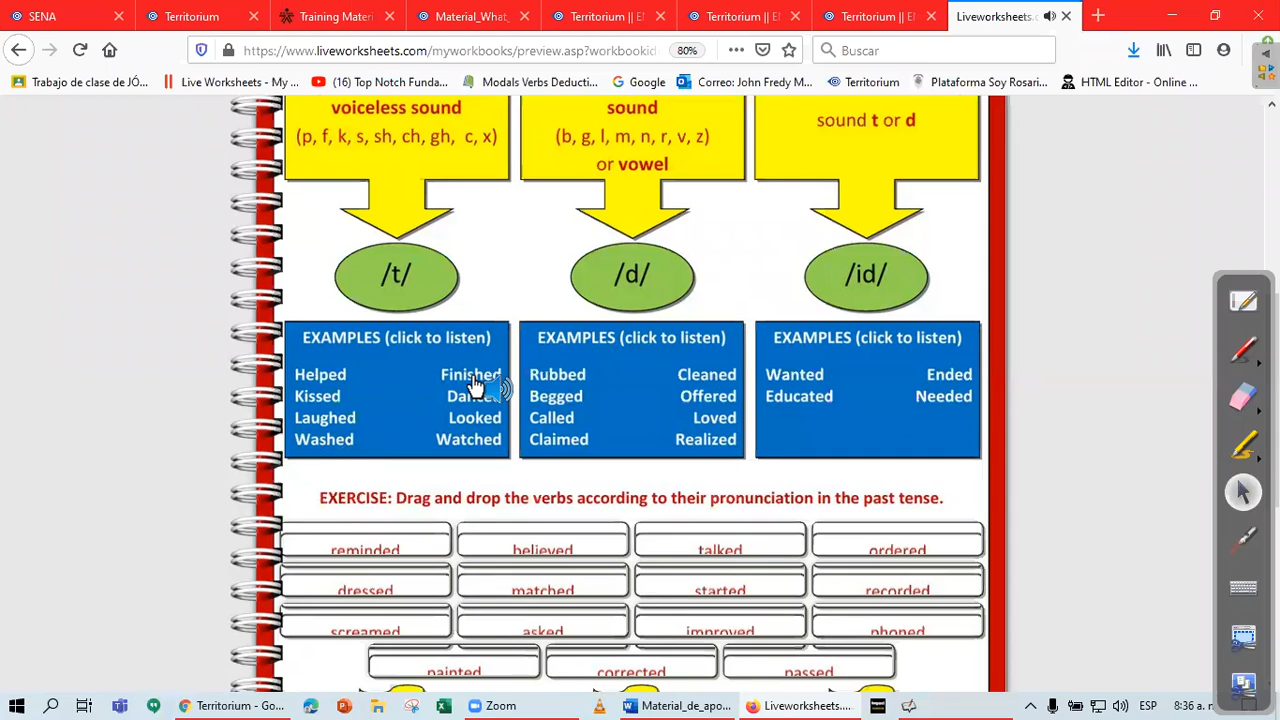 SENA
Territorium
Training Materi
Material_What_
Territorium || E
Territorium || E
Territorium || E
Liveworksheets.c
https://www.liveworksheets.com/myworkbooks/preview.asp?workbookid
80%
Buscar
Trabajo de clase de JÓ...
Live Worksheets - My ...
(16) Top Notch Funda...
Modals Verbs Deducti...
Google
Correo: John Fredy M...
Territorium
Plataforma Soy Rosari...
HTML Editor - Online ...
voiceless sound
(p, f, k, s, sh, ch, gh, c, x)
sound
(b, g, l, m, n, r, v, z)
or vowel
sound t or d
/t/
/d/
/id/
EXAMPLES (click to listen)
Helped
Kissed
Laughed
Looked
Washed
Watched
EXAMPLES (click to listen)
Rubbed Cleaned
Begged Offered
Called Loved
Claimed Realized
EXAMPLES (click to listen)
Wanted Ended
Educated Needed
EXERCISE: Drag and drop the verbs according to their pronunciation in the past tense.
reminded believed talked ordered
dressed matched started recorded
screamed asked improved phoned
painted corrected passed
Territorium - Go...
Zoom
Material_de_apo...
Liveworksheets.c...
ESP
8:36 a. m.